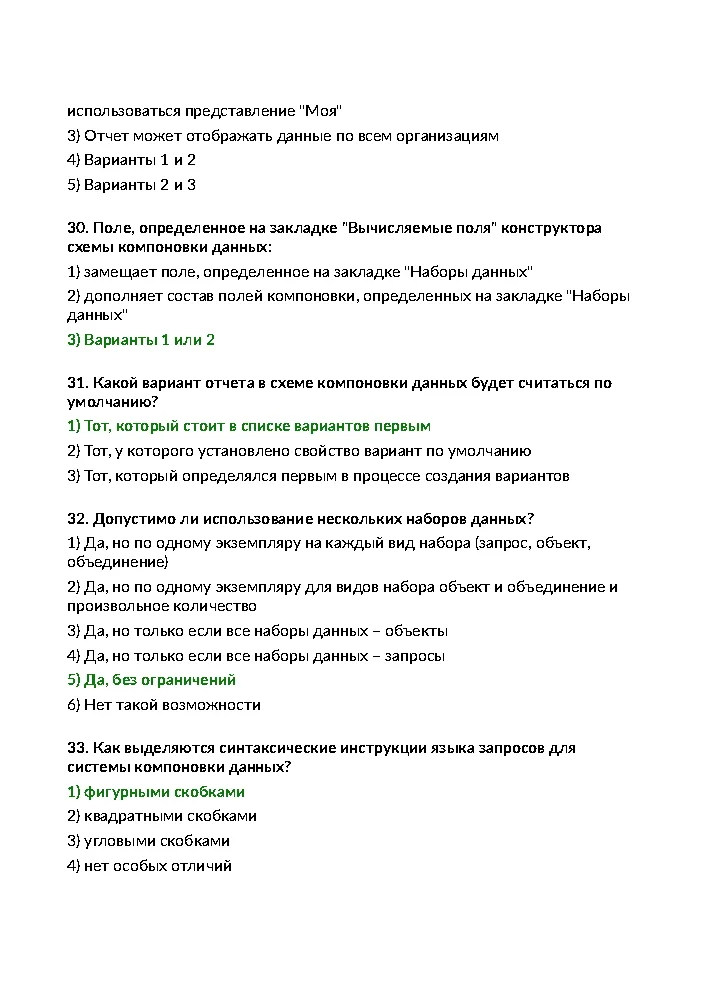 использоваться представление "Моя"
3) Отчет может отображать данные по всем организациям
4) Варианты 1 и 2
5) Варианты 2 и 3
30. Поле, определенное на закладке "Вычисляемые поля" конструктора
схемы компоновки данных:
1) замещает поле, определенное на закладке "Наборы данных"
2) дополняет состав полей компоновки, определенных на закладке "Наборы
данных"
3) Варианты 1 или 2
31. Какой вариант отчета в схеме компоновки данных будет считаться по
умолчанию?
1) Тот, который стоит в списке вариантов первым
2) Тот, у которого установлено свойство вариант по умолчанию
3) Тот, который определялся первым в процессе создания вариантов
32. Допустимо ли использование нескольких наборов данных?
1) Да, но по одному экземпляру на каждый вид набора (запрос, объект,
объединение)
2) Да, но по одному экземпляру для видов набора объект и объединение и
произвольное количество
3) Да, но только если все наборы данных – объекты
4) Да, но только если все наборы данных – запросы
5) Да, без ограничений
6) Нет такой возможности
33. Как выделяются синтаксические инструкции языка запросов для
системы компоновки данных?
1) фигурными скобками
2) квадратными скобками
3) угловыми скобками
4) нет особых отличий